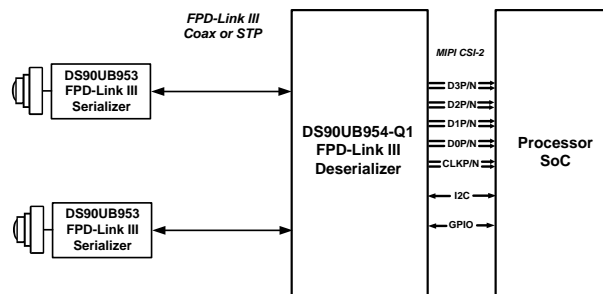 FPD-Link III
Coax or STP
MIPI CSI-2
DS90UB953
FPD-Link III
Serializer
DS90UB954-Q1
FPD-Link III
Deserializer
D3P/N
D2P/N
D1P/N
D0P/N
CLKP/N
I2C
GPIO
Processor
SoC
DS90UB953
FPD-Link III
Serializer